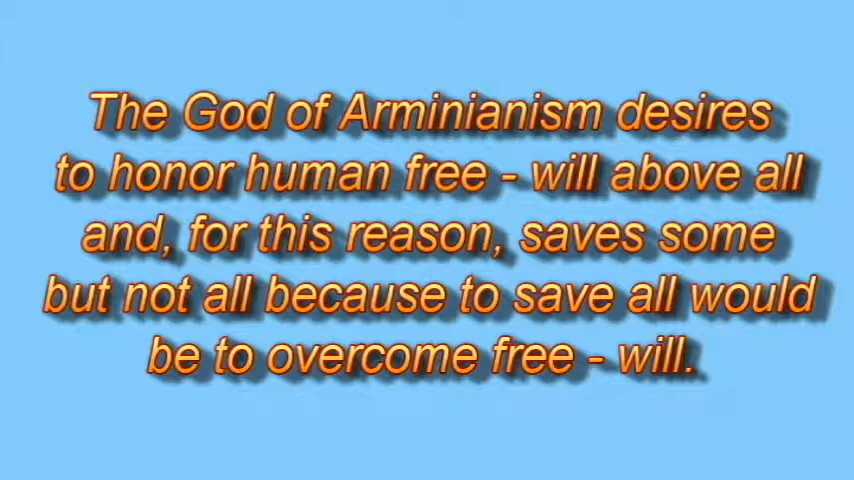 The God of Arminianism desires
to honor human free - will above all
and, for this reason, saves some
but not all because to save all would
be to overcome free - will.